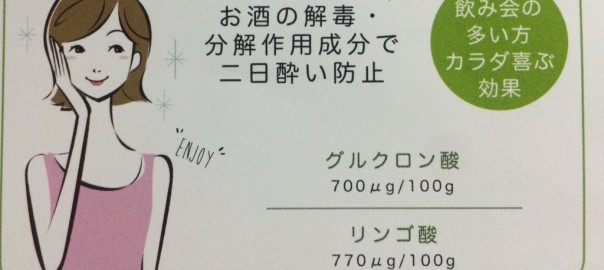 お酒の解毒・
分解作用成分で
二日酔い防止
飲み会の
多い方
カラダ喜ぶ
効果
ENJOY
グルクロン酸
700μg/100g
リンゴ酸
770μg/100g